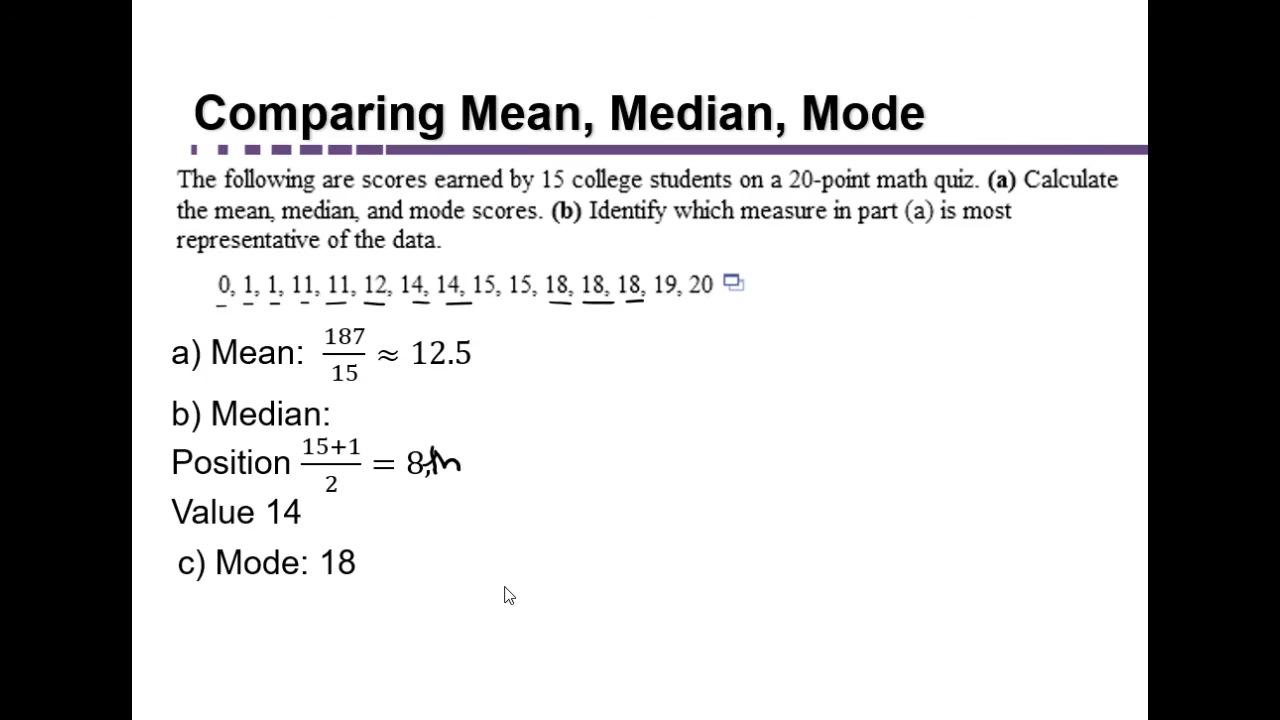 Comparing Mean, Median, Mode
The following are scores earned by 15 college students on a 20-point math quiz. (a) Calculate
the mean, median, and mode scores. (b) Identify which measure in part (a) is most
representative of the data.
0, 1, 1, 11, 11, 12, 14, 14, 15, 15, 18, 18, 18, 19, 20
a) Mean: 187/15 ≈ 12.5
b) Median:
Position 15+1/2 = 8th
Value 14
c) Mode: 18